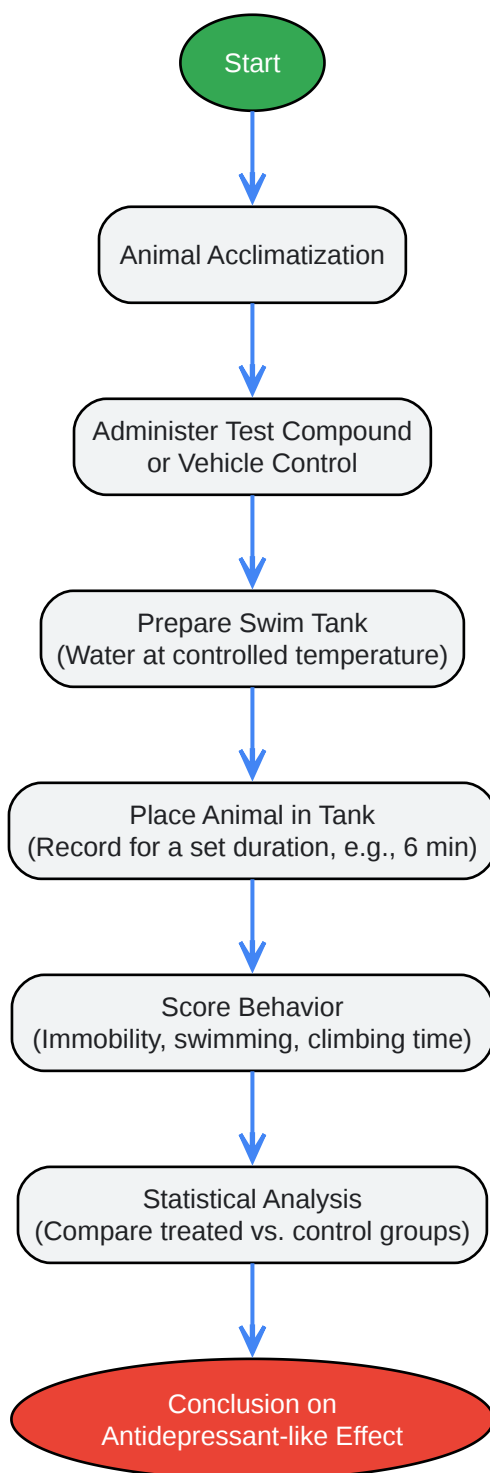 Start
Animal Acclimatization
Administer Test Compound
or Vehicle Control
Prepare Swim Tank
(Water at controlled temperature)
Place Animal in Tank
(Record for a set duration, e.g., 6 min)
Score Behavior
(Immobility, swimming, climbing time)
Statistical Analysis
(Compare treated vs. control groups)
Conclusion on
Antidepressant-like Effect